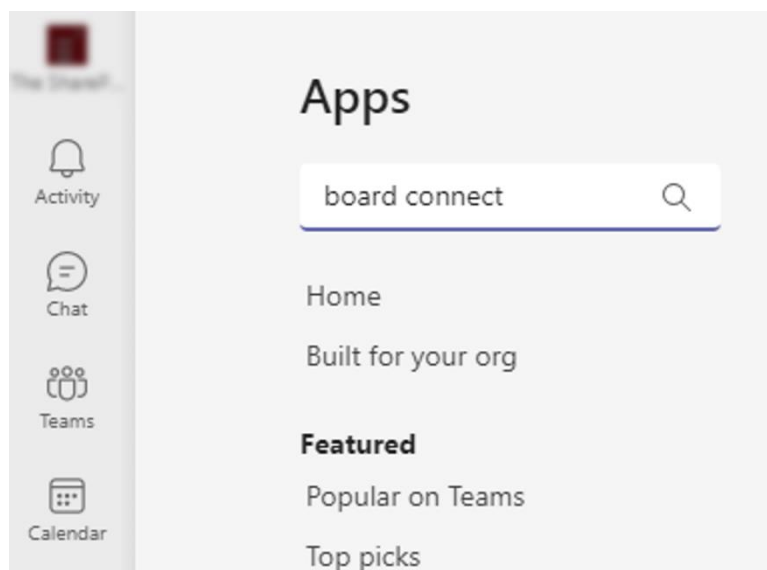 Activity
Chat
Teams
Calendar
Apps
board connect
Home
Built for your org
Featured
Popular on Teams
Top picks